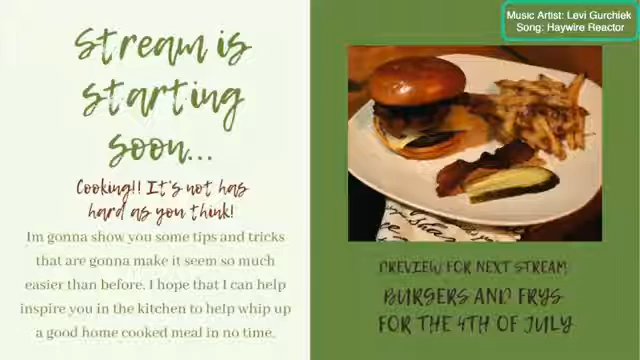 Stream is
starting
soon...
Cooking!! It's not has
hard as you think!
Im gonna show you some tips and tricks
that are gonna make it seem so much
easier than before. I hope that I can help
inspire you in the kitchen to help whip up
a good home cooked meal in no time.
Music Artist: Levi Gurchiek
Song: Haywire Reactor
PREVIEW FOR NEXT STREAM
BURGERS AND FRYS
FOR THE 4TH OF JULY